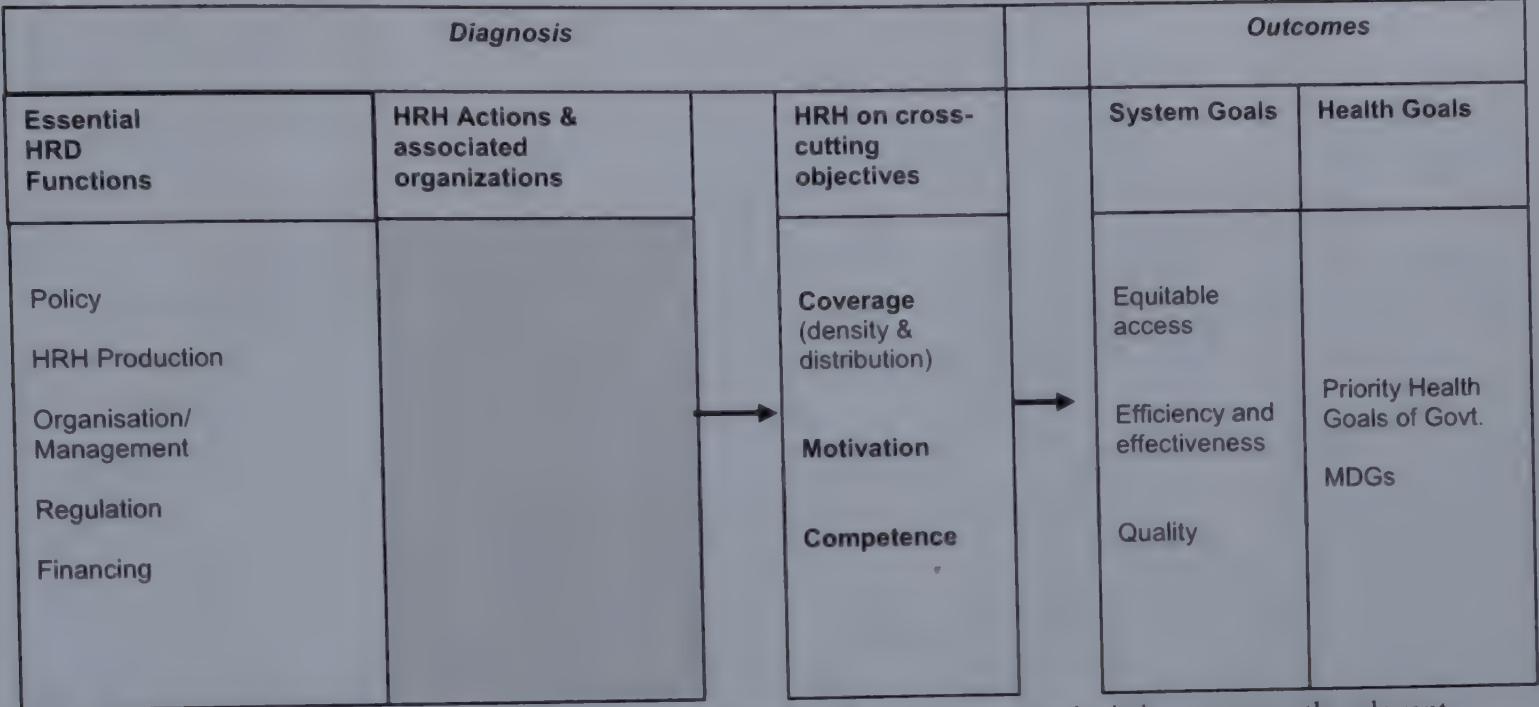 Diagnosis
Outcomes
Essential
HRD
Functions
HRH Actions &
associated
organizations
HRH on cross-
cutting
objectives
System Goals
Health Goals
Policy
HRH Production
Organisation/
Management
Regulation
Financing
Coverage
(density &
distribution)
Motivation
Competence
Equitable
access
Efficiency and
effectiveness
Quality
Priority Health
Goals of Govt.
MDGs